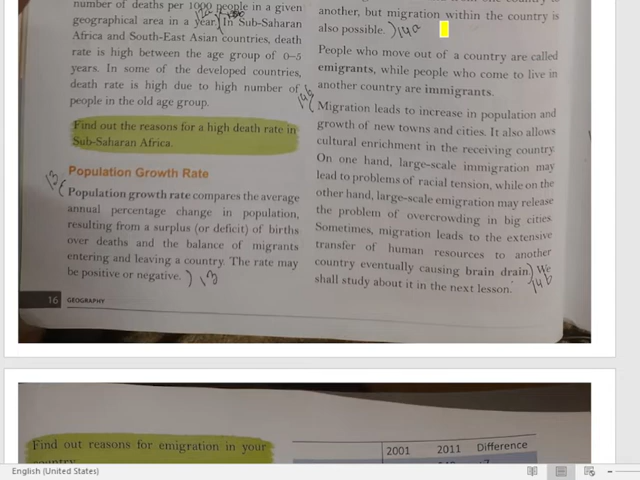 number of deaths per 1000 people in a given
geographical area in a year. In Sub-Saharan
Africa and South-East Asian countries, death
rate is high between the age group of 0–5
years. In some of the developed countries,
death rate is high due to high number of
people in the old age group.
Find out the reasons for a high death rate in
Sub-Saharan Africa.
Population Growth Rate
13
Population growth rate compares the average
annual percentage change in population,
resulting from a surplus (or deficit) of births
over deaths and the balance of migrants
entering and leaving a country. The rate may
be positive or negative.
13
16 GEOGRAPHY
another, but migration within the country is
also possible.
14a
People who move out of a country are called
emigrants, while people who come to live in
another country are immigrants.
14b
Migration leads to increase in population and
growth of new towns and cities. It also allows
cultural enrichment in the receiving country.
On one hand, large-scale immigration may
lead to problems of racial tension, while on the
other hand, large-scale emigration may release
the problem of overcrowding in big cities
Sometimes, migration leads to the extensive
transfer of human resources to another
country eventually causing brain drain. We
shall study about it in the next lesson.
14b
Find out reasons for emigration in your
country
2001 2011 Difference
English (United States)